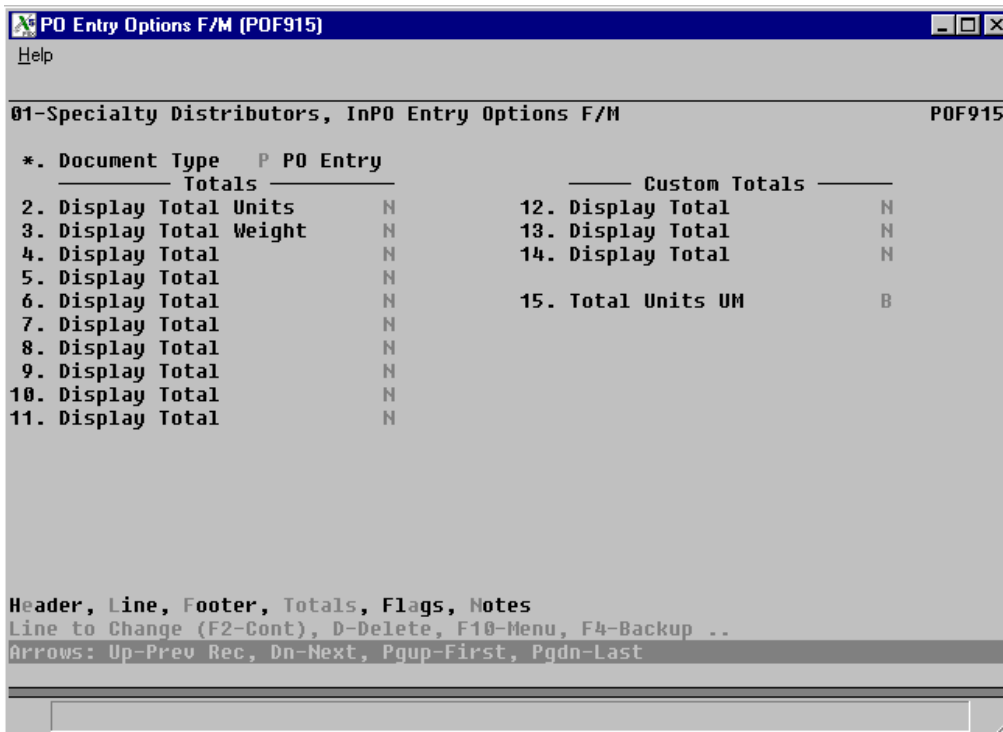 PO Entry Options F/M (POF915)
Help
01-Specialty Distributors, InPO Entry Options F/M POF915
*. Document Type P PO Entry
Totals Custom Totals
2. Display Total Units N 12. Display Total N
3. Display Total Weight N 13. Display Total N
4. Display Total N 14. Display Total N
5. Display Total N
6. Display Total N 15. Total Units UM B
7. Display Total N
8. Display Total N
9. Display Total N
10. Display Total N
11. Display Total N
Header, Line, Footer, Totals, Flags, Notes
Line to Change (F2-Cont), D-Delete, F10-Menu, F4-Backup ..
Arrows: Up-Prev Rec, Dn-Next, Pgup-First, Pgdn-Last